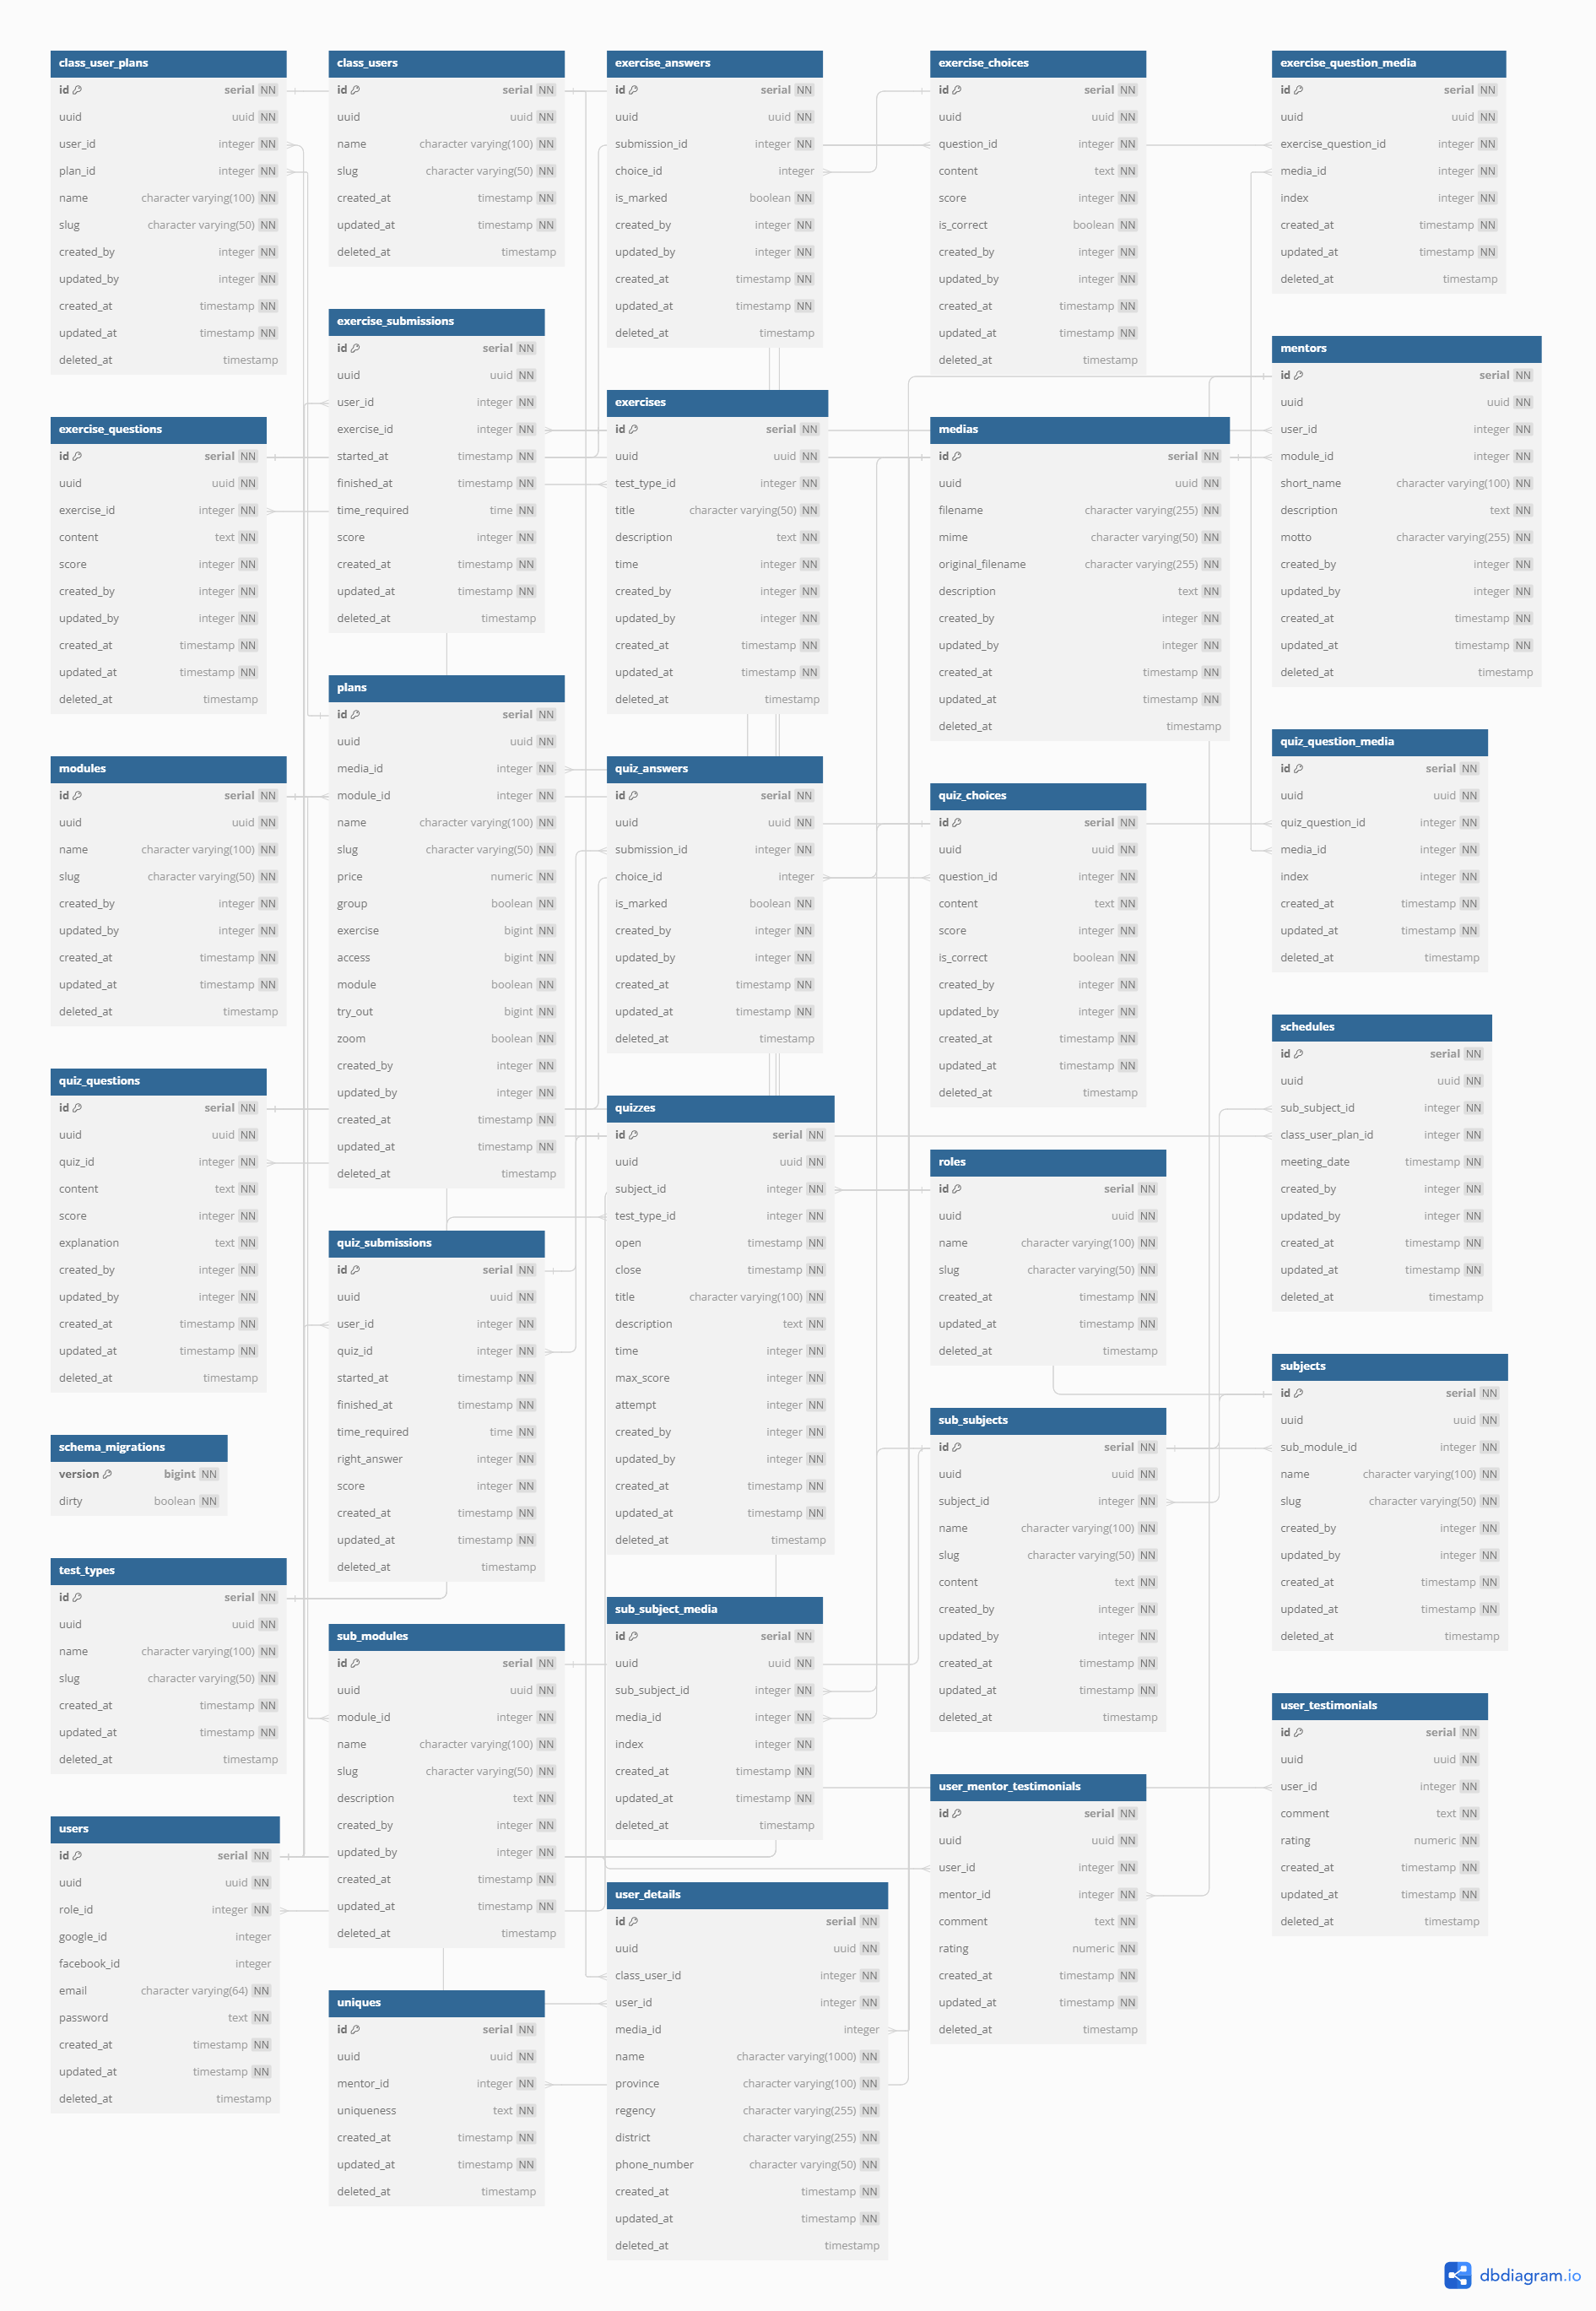 class_user_plans
id serial NN
uuid uuid NN
user_id integer NN
plan_id integer NN
name character varying(100) NN
slug character varying(50) NN
created_by integer NN
updated_by integer NN
created_at timestamp NN
updated_at timestamp NN
deleted_at timestamp
exercise_questions
id serial NN
uuid uuid NN
exercise_id integer NN
content text NN
score integer NN
created_by integer NN
updated_by integer NN
created_at timestamp NN
updated_at timestamp NN
deleted_at timestamp
modules
id serial NN
uuid uuid NN
name character varying(100) NN
slug character varying(50) NN
created_by integer NN
updated_by integer NN
created_at timestamp NN
updated_at timestamp NN
deleted_at timestamp
quiz_questions
id serial NN
uuid uuid NN
quiz_id integer NN
content text NN
score integer NN
explanation text NN
created_by integer NN
updated_by integer NN
created_at timestamp NN
updated_at timestamp NN
deleted_at timestamp
schema_migrations
version bigint NN
dirty boolean NN
test_types
id serial NN
uuid uuid NN
name character varying(100) NN
slug character varying(50) NN
created_at timestamp NN
updated_at timestamp NN
deleted_at timestamp
users
id serial NN
uuid uuid NN
role_id integer NN
google_id integer
facebook_id integer
email character varying(64) NN
password text NN
created_at timestamp NN
updated_at timestamp NN
deleted_at timestamp
class_users
id serial NN
uuid uuid NN
name character varying(100) NN
slug character varying(50) NN
created_at timestamp NN
updated_at timestamp NN
deleted_at timestamp
exercise_submissions
id serial NN
uuid uuid NN
user_id integer NN
exercise_id integer NN
started_at timestamp NN
finished_at timestamp NN
time_required time NN
score integer NN
created_at timestamp NN
updated_at timestamp NN
deleted_at timestamp
plans
id serial NN
uuid uuid NN
media_id integer NN
module_id integer NN
name character varying(100) NN
slug character varying(50) NN
price numeric NN
group boolean NN
exercise bigint NN
access bigint NN
module boolean NN
try_out bigint NN
zoom boolean NN
created_by integer NN
updated_by integer NN
created_at timestamp NN
updated_at timestamp NN
deleted_at timestamp
quiz_submissions
id serial NN
uuid uuid NN
user_id integer NN
quiz_id integer NN
started_at timestamp NN
finished_at timestamp NN
time_required time NN
right_answer integer NN
score integer NN
created_at timestamp NN
updated_at timestamp NN
deleted_at timestamp
sub_modules
id serial NN
uuid uuid NN
module_id integer NN
name character varying(100) NN
slug character varying(50) NN
description text NN
created_by integer NN
updated_by integer NN
created_at timestamp NN
updated_at timestamp NN
deleted_at timestamp
uniques
id serial NN
uuid uuid NN
mentor_id integer NN
uniqueness text NN
created_at timestamp NN
updated_at timestamp NN
deleted_at timestamp
exercise_answers
id serial NN
uuid uuid NN
submission_id integer NN
choice_id integer
is_marked boolean NN
created_by integer NN
updated_by integer NN
created_at timestamp NN
updated_at timestamp NN
deleted_at timestamp
exercises
id serial NN
uuid uuid NN
test_type_id integer NN
title character varying(50) NN
description text NN
time integer NN
created_by integer NN
updated_by integer NN
created_at timestamp NN
updated_at timestamp NN
deleted_at timestamp
quiz_answers
id serial NN
uuid uuid NN
submission_id integer NN
choice_id integer
is_marked boolean NN
created_by integer NN
updated_by integer NN
created_at timestamp NN
updated_at timestamp NN
deleted_at timestamp
quizzes
id serial NN
uuid uuid NN
subject_id integer NN
test_type_id integer NN
open timestamp NN
close timestamp NN
title character varying(100) NN
description text NN
time integer NN
max_score integer NN
attempt integer NN
created_by integer NN
updated_by integer NN
created_at timestamp NN
updated_at timestamp NN
deleted_at timestamp
sub_subject_media
id serial NN
uuid uuid NN
sub_subject_id integer NN
media_id integer NN
index integer NN
created_at timestamp NN
updated_at timestamp NN
deleted_at timestamp
user_details
id serial NN
uuid uuid NN
class_user_id integer NN
user_id integer NN
media_id integer
name character varying(1000) NN
province character varying(100) NN
regency character varying(255) NN
district character varying(255) NN
phone_number character varying(50) NN
created_at timestamp NN
updated_at timestamp NN
deleted_at timestamp
exercise_choices
id serial NN
uuid uuid NN
question_id integer NN
content text NN
score integer NN
is_correct boolean NN
created_by integer NN
updated_by integer NN
created_at timestamp NN
updated_at timestamp NN
deleted_at timestamp
medias
id serial NN
uuid uuid NN
filename character varying(255) NN
mime character varying(50) NN
original_filename character varying(255) NN
description text NN
created_by integer NN
updated_by integer NN
created_at timestamp NN
updated_at timestamp NN
deleted_at timestamp
quiz_choices
id serial NN
uuid uuid NN
question_id integer NN
content text NN
score integer NN
is_correct boolean NN
created_by integer NN
updated_by integer NN
created_at timestamp NN
updated_at timestamp NN
deleted_at timestamp
roles
id serial NN
uuid uuid NN
name character varying(100) NN
slug character varying(50) NN
created_at timestamp NN
updated_at timestamp NN
deleted_at timestamp
sub_subjects
id serial NN
uuid uuid NN
subject_id integer NN
name character varying(100) NN
slug character varying(50) NN
content text NN
created_by integer NN
updated_by integer NN
created_at timestamp NN
updated_at timestamp NN
deleted_at timestamp
user_mentor_testimonials
id serial NN
uuid uuid NN
user_id integer NN
mentor_id integer NN
comment text NN
rating numeric NN
created_at timestamp NN
updated_at timestamp NN
deleted_at timestamp
exercise_question_media
id serial NN
uuid uuid NN
exercise_question_id integer NN
media_id integer NN
index integer NN
created_at timestamp NN
updated_at timestamp NN
deleted_at timestamp
mentors
id serial NN
uuid uuid NN
user_id integer NN
module_id integer NN
short_name character varying(100) NN
description text NN
motto character varying(255) NN
created_by integer NN
updated_by integer NN
created_at timestamp NN
updated_at timestamp NN
deleted_at timestamp
quiz_question_media
id serial NN
uuid uuid NN
quiz_question_id integer NN
media_id integer NN
index integer NN
created_at timestamp NN
updated_at timestamp NN
deleted_at timestamp
schedules
id serial NN
uuid uuid NN
sub_subject_id integer NN
class_user_plan_id integer NN
meeting_date timestamp NN
created_by integer NN
updated_by integer NN
created_at timestamp NN
updated_at timestamp NN
deleted_at timestamp
subjects
id serial NN
uuid uuid NN
sub_module_id integer NN
name character varying(100) NN
slug character varying(50) NN
created_by integer NN
updated_by integer NN
created_at timestamp NN
updated_at timestamp NN
deleted_at timestamp
user_testimonials
id serial NN
uuid uuid NN
user_id integer NN
comment text NN
rating numeric NN
created_at timestamp NN
updated_at timestamp NN
deleted_at timestamp
dbdiagram.io